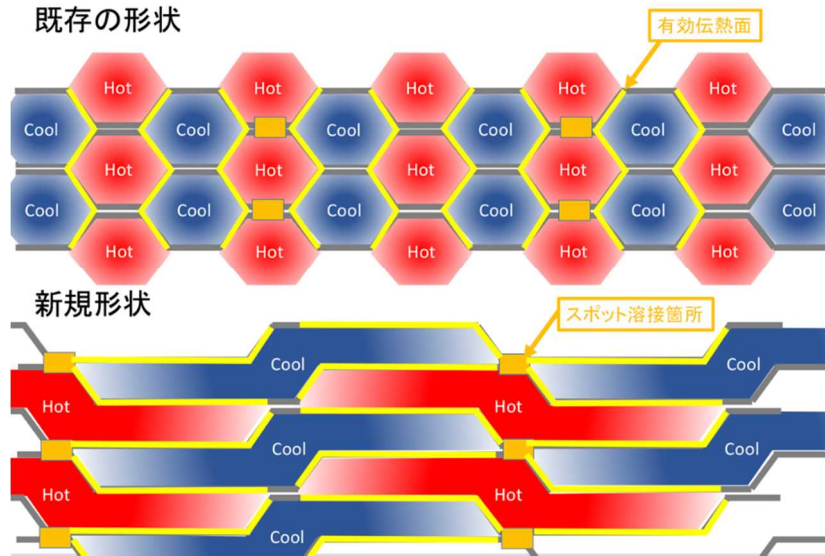 既存の形状
有効伝熱面
Hot Hot Hot Hot Hot
Cool Cool Cool Cool Cool Cool
Hot Hot Hot Hot Hot
Cool Cool Cool Cool Cool Cool
Hot Hot Hot Hot Hot
新規形状
スポット溶接箇所
Cool Cool
Hot Hot
Cool Cool
Hot Hot
Cool